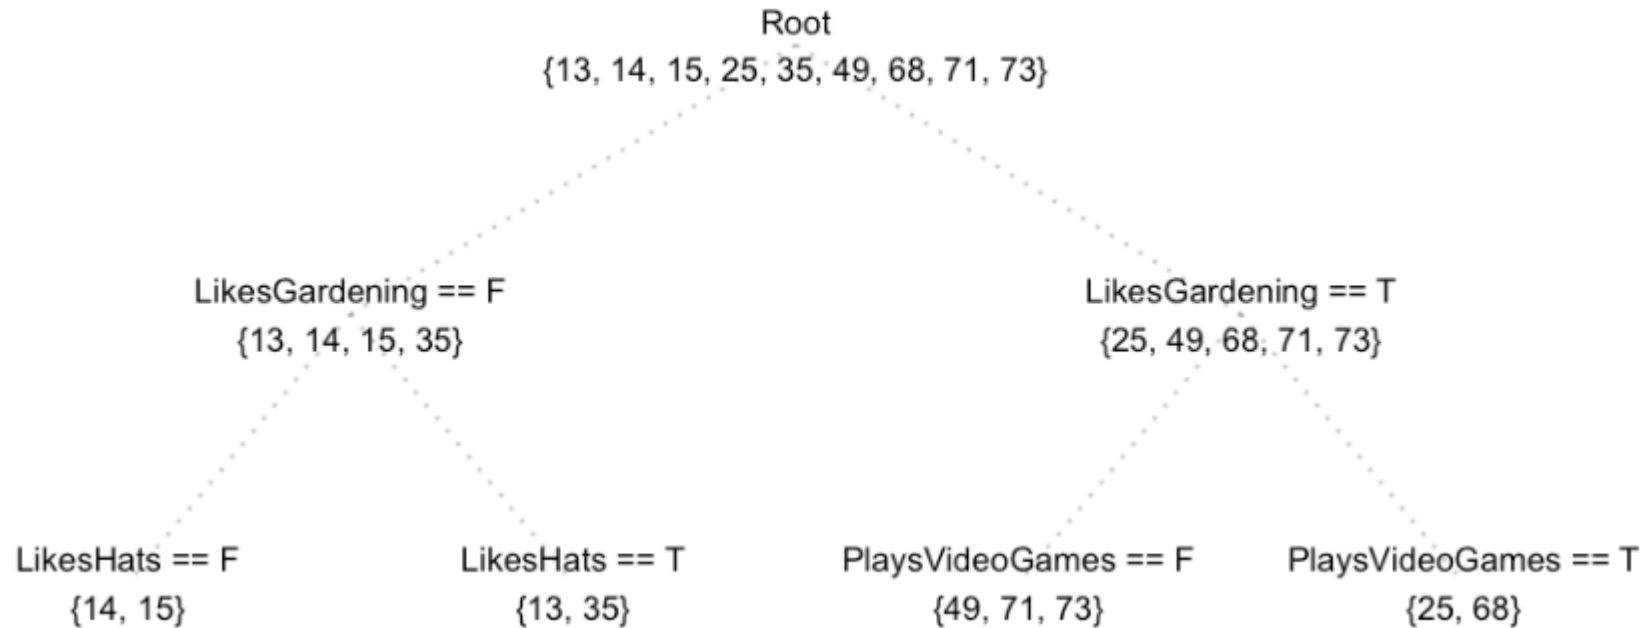 Root
{13, 14, 15, 25, 35, 49, 68, 71, 73}
LikesGardening == F
{13, 14, 15, 35}
LikesGardening == T
{25, 49, 68, 71, 73}
LikesHats == F
{14, 15}
LikesHats == T
{13, 35}
PlaysVideoGames == F
{49, 71, 73}
PlaysVideoGames == T
{25, 68}